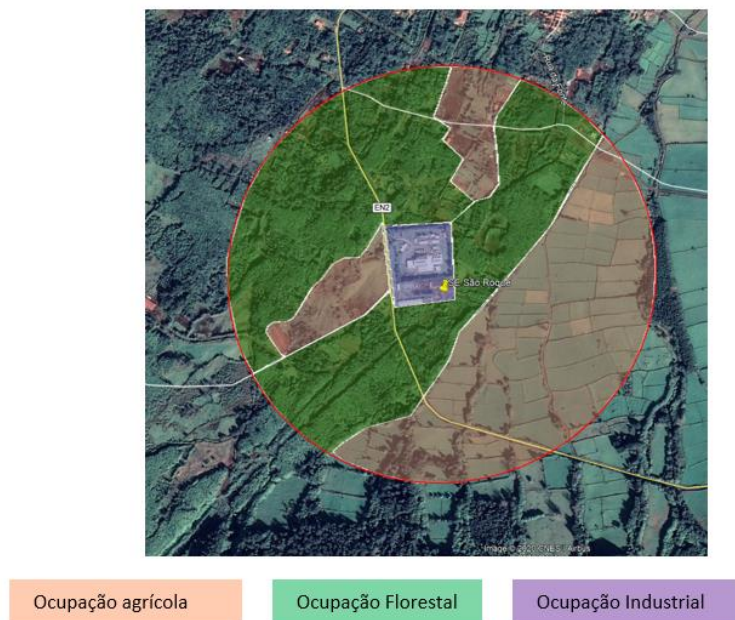 EN2
SE São Roque
Image © 2020 CNES / Airbus
Ocupação agrícola
Ocupação Florestal
Ocupação Industrial